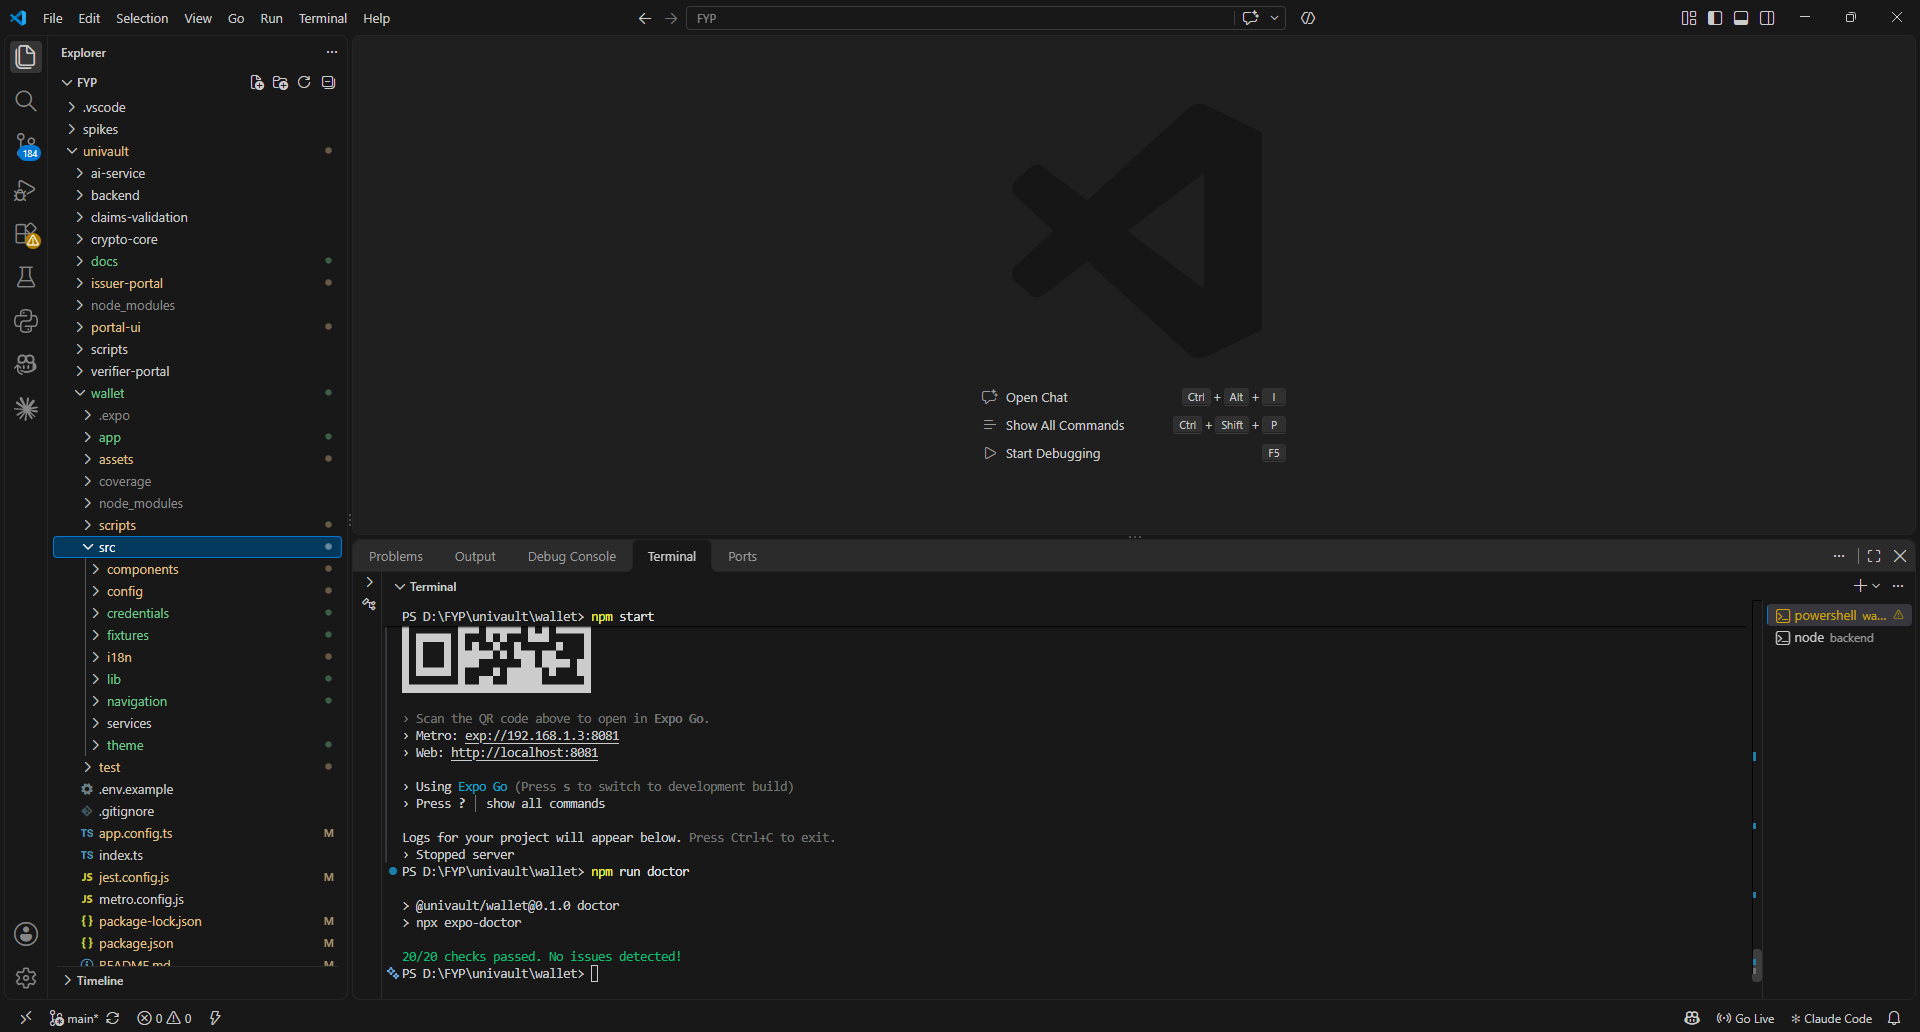 File Edit Selection View Go Run Terminal Help
FYP
Explorer
FYP
.vscode
spikes
univault
ai-service
backend
claims-validation
crypto-core
docs
issuer-portal
node_modules
portal-ui
scripts
verifier-portal
wallet
.expo
app
assets
coverage
node_modules
scripts
src
components
config
credentials
fixtures
i18n
lib
navigation
services
theme
test
.env.example
.gitignore
TS app.config.ts M
TS index.ts
JS jest.config.js M
JS metro.config.js
{} package-lock.json M
{} package.json M
README.md M
Timeline
184
Open Chat Ctrl + Alt + I
Show All Commands Ctrl + Shift + P
Start Debugging F5
Problems Output Debug Console Terminal Ports
Terminal
PS D:\FYP\univault\wallet> npm start
› Scan the QR code above to open in Expo Go.
› Metro: exp://192.168.1.3:8081
› Web: http://localhost:8081
› Using Expo Go (Press s to switch to development build)
› Press ? │ show all commands
Logs for your project will appear below. Press Ctrl+C to exit.
› Stopped server
PS D:\FYP\univault\wallet> npm run doctor
> @univault/wallet@0.1.0 doctor
> npx expo-doctor
20/20 checks passed. No issues detected!
PS D:\FYP\univault\wallet>
powershell wa...
node backend
main* 0 0
Go Live Claude Code